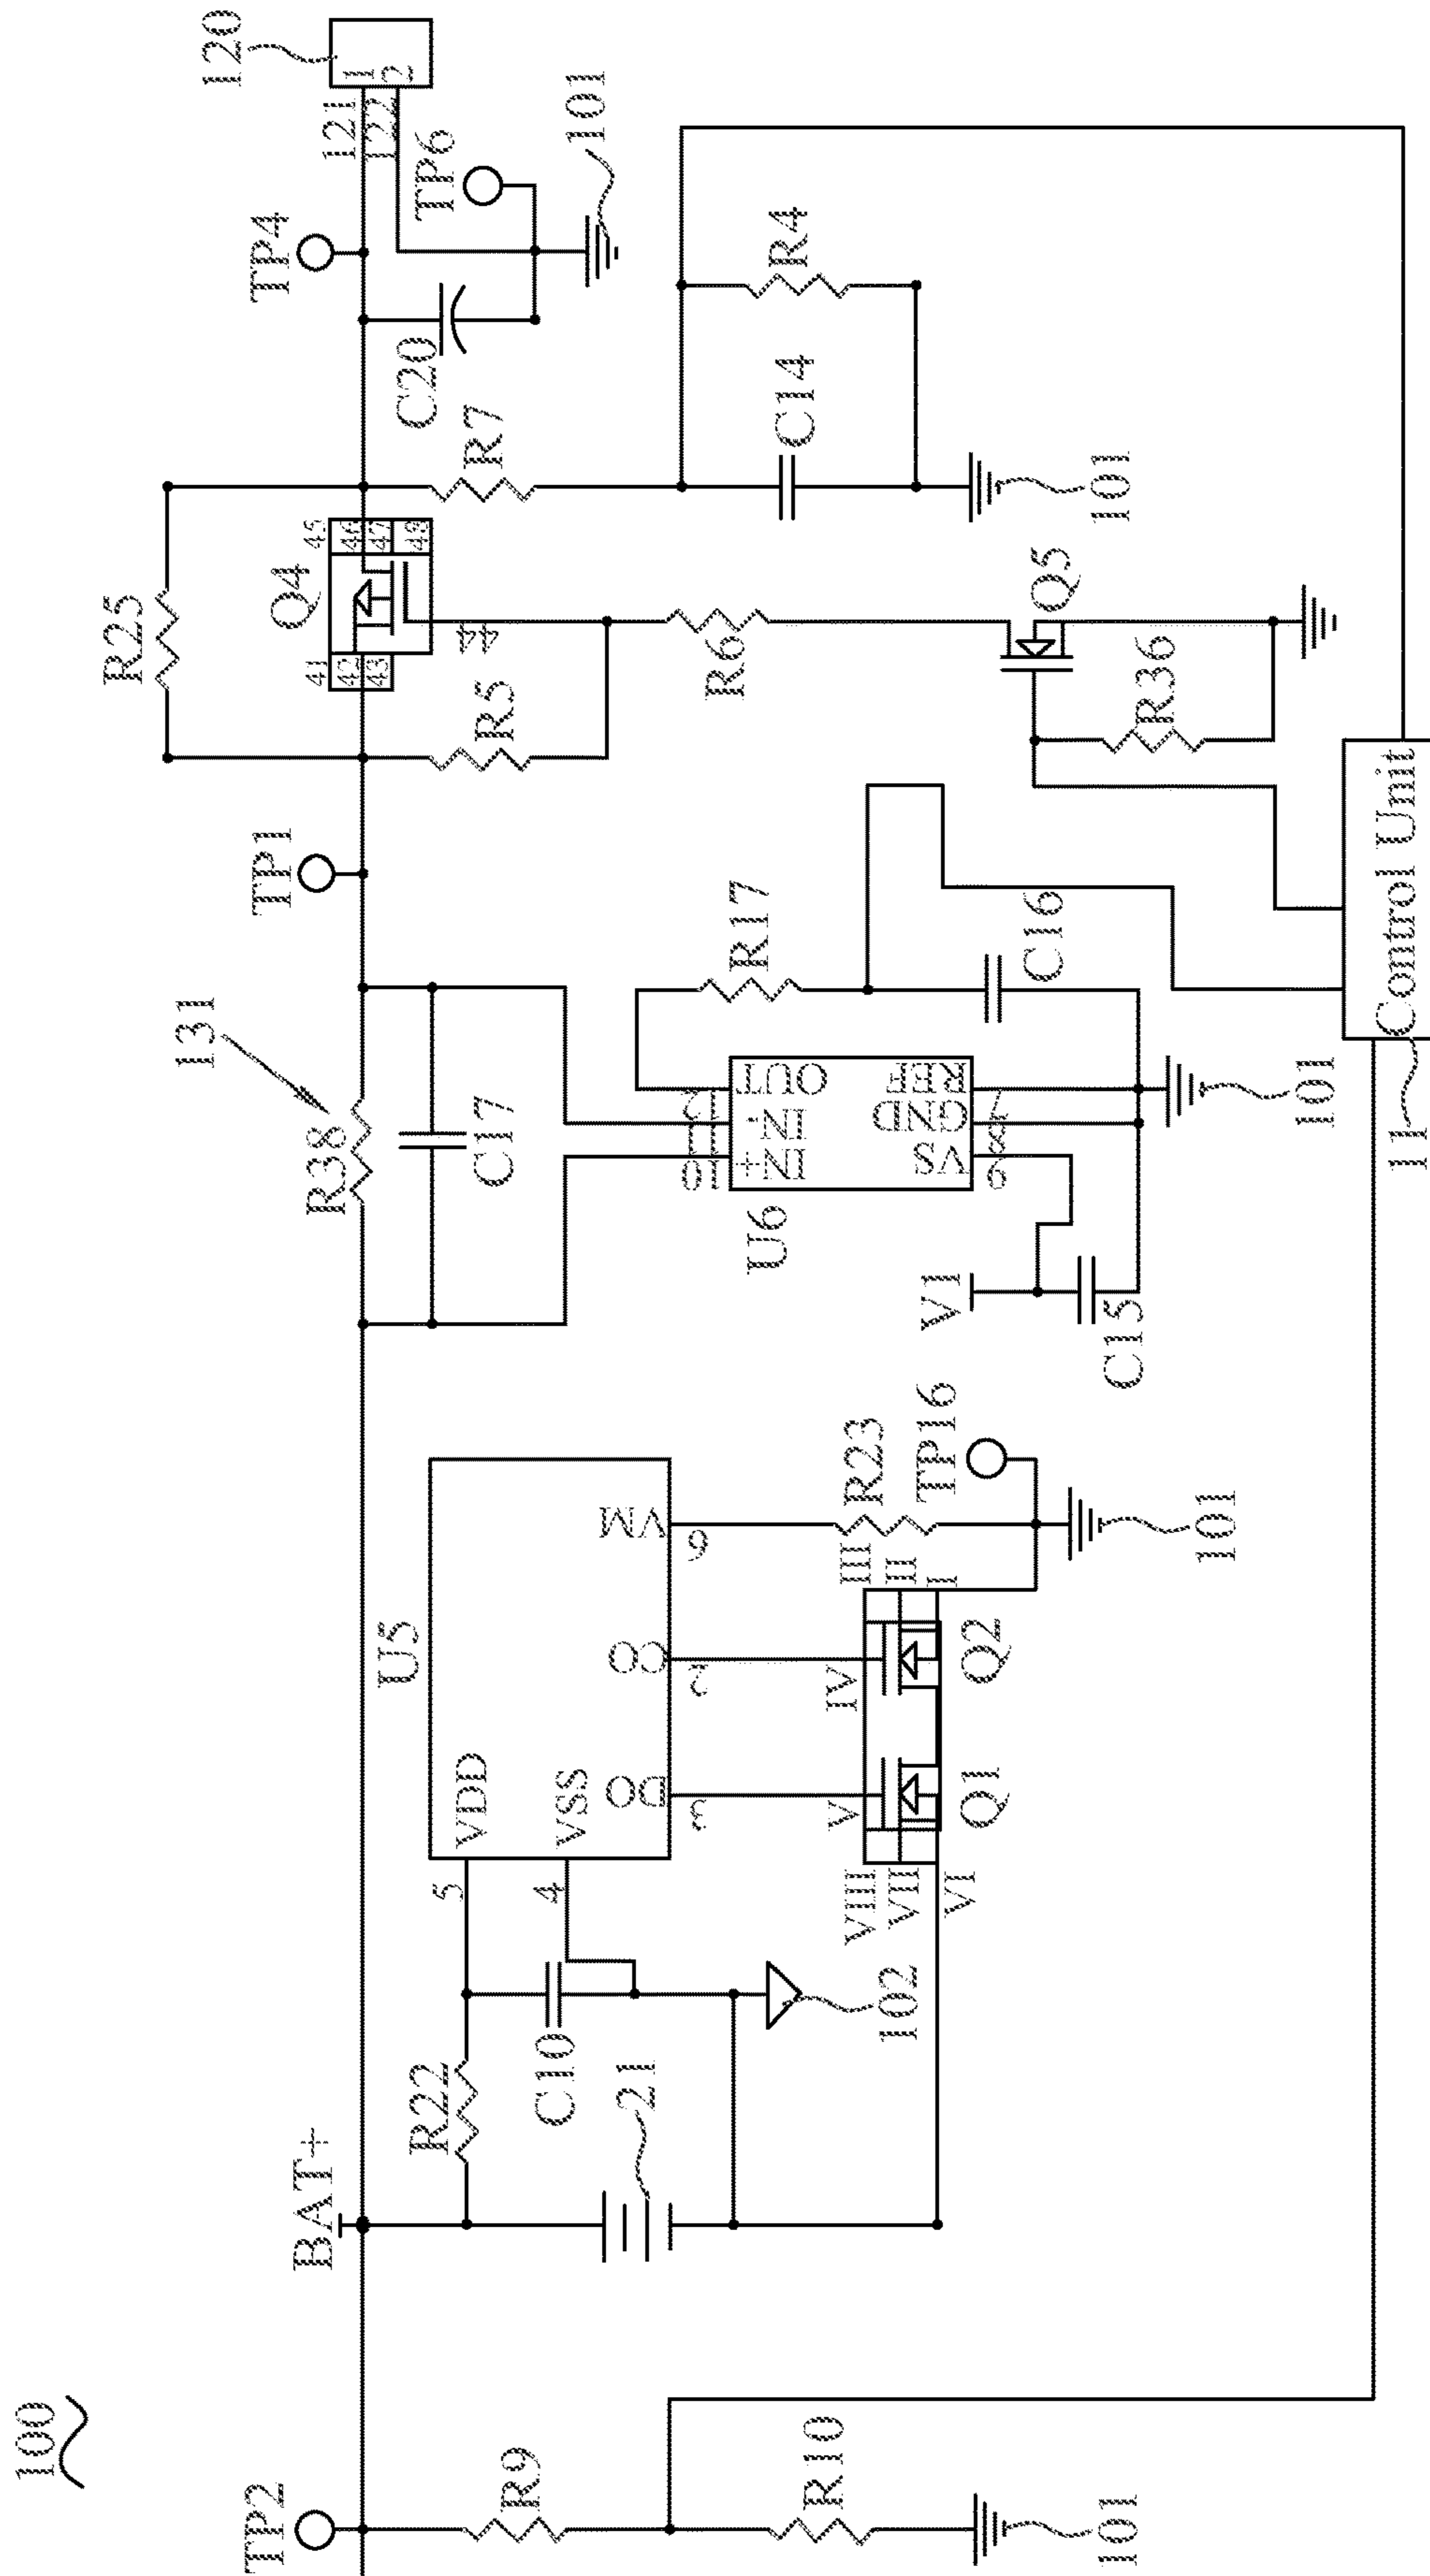 100
TP2
R9
R10
101
BAT+
R22
C10
21
102
5
4
VDD
VSS
U5
DO
3
CO
2
VM
6
R23
TP16
101
VIII
VII
VI
V
Q1
IV
Q2
III
II
I
131
R38
C17
U6
10
11
12
IN+
IN-
OUT
VS
GND
REF
9
8
7
V1
C15
R17
C16
101
TP1
R25
R5
Q4
41
42
43
44
45
46
47
48
R6
Q5
R36
R7
C14
R4
101
C20
TP4
TP6
101
121
122
1
2
120
Control Unit
11